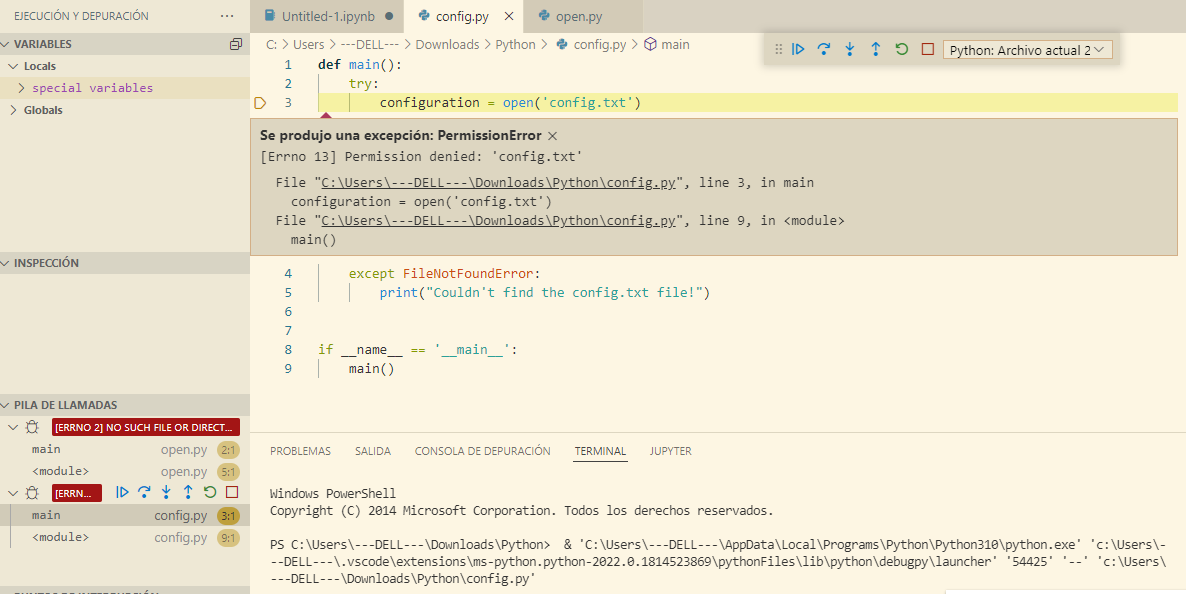 EJECUCIÓN Y DEPURACIÓN ···
Untitled-1.ipynb ● config.py × open.py
VARIABLES
Locals
special variables
Globals
INSPECCIÓN
PILA DE LLAMADAS
[ERRNO 2] NO SUCH FILE OR DIRECT...
main open.py 2:1
<module> open.py 5:1
[ERRN...
main config.py 3:1
<module> config.py 9:1
C: > Users > ---DELL--- > Downloads > Python > config.py > main
Python: Archivo actual 2
1 def main():
2 try:
3 configuration = open('config.txt')
Se produjo una excepción: PermissionError ×
[Errno 13] Permission denied: 'config.txt'
File "C:\Users\---DELL---\Downloads\Python\config.py", line 3, in main
configuration = open('config.txt')
File "C:\Users\---DELL---\Downloads\Python\config.py", line 9, in <module>
main()
4 except FileNotFoundError:
5 print("Couldn't find the config.txt file!")
6
7
8 if __name__ == '__main__':
9 main()
PROBLEMAS SALIDA CONSOLA DE DEPURACIÓN TERMINAL JUPYTER
Windows PowerShell
Copyright (C) 2014 Microsoft Corporation. Todos los derechos reservados.
PS C:\Users\---DELL---\Downloads\Python>  & 'C:\Users\---DELL---\AppData\Local\Programs\Python\Python310\python.exe' 'c:\Users\-
--DELL---\.vscode\extensions\ms-python.python-2022.0.1814523869\pythonFiles\lib\python\debugpy\launcher' '54425' '--' 'c:\Users\
---DELL---\Downloads\Python\config.py'